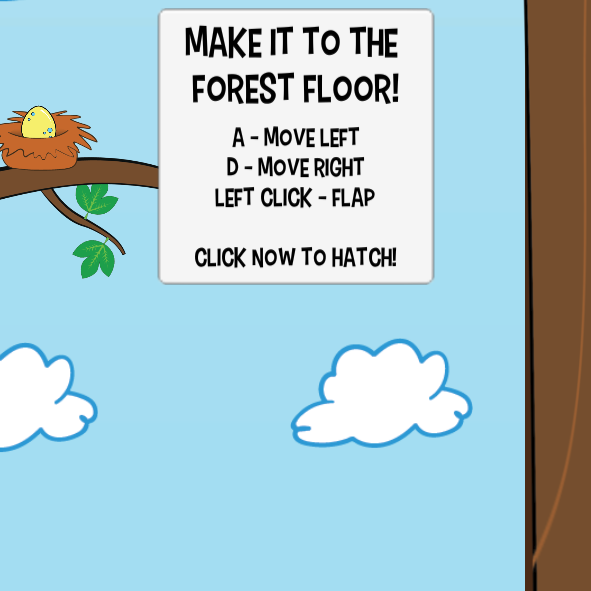 MAKE IT TO THE
FOREST FLOOR!
A - MOVE LEFT
D - MOVE RIGHT
LEFT CLICK - FLAP
CLICK NOW TO HATCH!